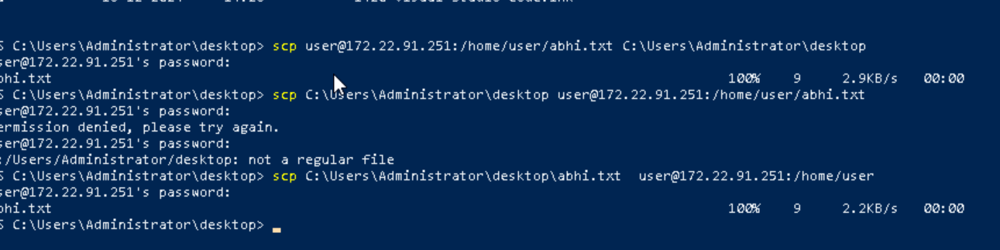 S C:\Users\Administrator\desktop> scp user@172.22.91.251:/home/user/abhi.txt C:\Users\Administrator\desktop
ser@172.22.91.251's password:
bhi.txt 100% 9 2.9KB/s 00:00
S C:\Users\Administrator\desktop> scp C:\Users\Administrator\desktop user@172.22.91.251:/home/user/abhi.txt
ser@172.22.91.251's password:
ermission denied, please try again.
ser@172.22.91.251's password:
:/Users/Administrator/desktop: not a regular file
S C:\Users\Administrator\desktop> scp C:\Users\Administrator\desktop\abhi.txt  user@172.22.91.251:/home/user
ser@172.22.91.251's password:
bhi.txt 100% 9 2.2KB/s 00:00
S C:\Users\Administrator\desktop>